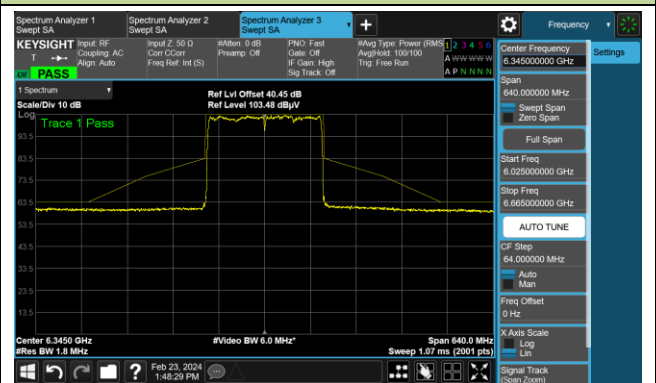 Spectrum Analyzer 1
Swept SA
Spectrum Analyzer 2
Swept SA
Spectrum Analyzer 3
Swept SA
Frequency
KEYSIGHT
Input: RF
Coupling: AC
Align: Auto
Input Z: 50 Ω
Corr CCorr
Freq Ref: Int (S)
#Atten: 0 dB
Preamp: Off
PNO: Fast
Gate: Off
IF Gain: High
Sig Track: Off
#Avg Type: Power (RMS)
Avg|Hold: 100/100
Trig: Free Run
1 2 3 4 5 6
A W W W W W
A P N N N N
PASS
1 Spectrum
Scale/Div 10 dB
Ref Lvl Offset 40.45 dB
Ref Level 103.48 dBµV
Log
Trace 1 Pass
93.5
83.5
73.5
63.5
53.5
43.5
33.5
23.5
13.5
Center 6.3450 GHz
#Res BW 1.8 MHz
#Video BW 6.0 MHz*
Span 640.0 MHz
Sweep 1.07 ms (2001 pts)
Feb 23, 2024
1:48:29 PM
Center Frequency
6.345000000 GHz
Settings
Span
640.000000 MHz
Swept Span
Zero Span
Full Span
Start Freq
6.025000000 GHz
Stop Freq
6.665000000 GHz
AUTO TUNE
CF Step
64.000000 MHz
Auto
Man
Freq Offset
0 Hz
X Axis Scale
Log
Lin
Signal Track
(Span Zoom)